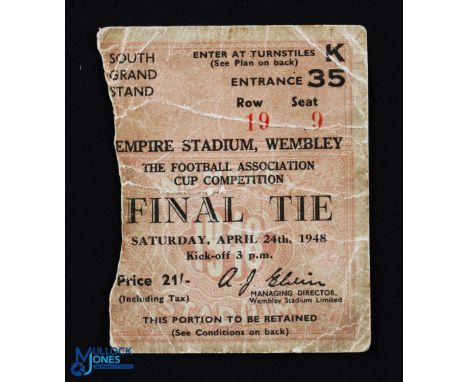 SOUTH GRAND STAND
ENTER AT TURNSTILES K
(See Plan on back)
ENTRANCE 35
Row Seat
19 9
EMPIRE STADIUM, WEMBLEY
THE FOOTBALL ASSOCIATION
CUP COMPETITION
FINAL TIE
SATURDAY, APRIL 24th, 1948
Kick-off 3 p.m.
Price 21/-
(Including Tax)
MANAGING DIRECTOR,
Wembley Stadium Limited
THIS PORTION TO BE RETAINED
(See Conditions on back)
MULLOCK
JONES